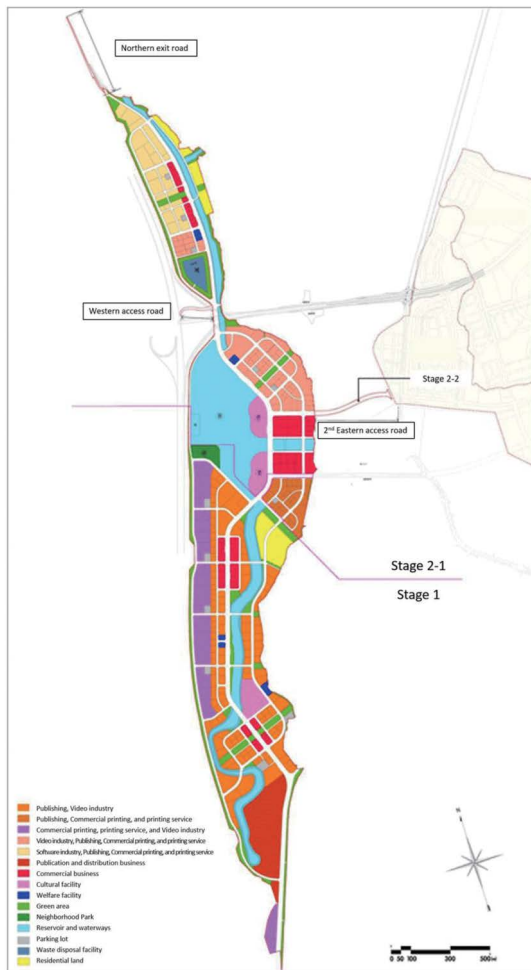 Northern exit road
Western access road
Stage 2-2
2nd Eastern access road
Stage 2-1
Stage 1
Publishing, Video industry
Publishing, Commercial printing, and printing service
Commercial printing, printing service, and Video industry
Video industry, Publishing, Commercial printing, and printing service
Software industry, Publishing, Commercial printing, and printing service
Publication and distribution business
Commercial business
Cultural facility
Welfare facility
Green area
Neighborhood Park
Reservoir and waterways
Parking lot
Waste disposal facility
Residential land
0 50 100 300 500m